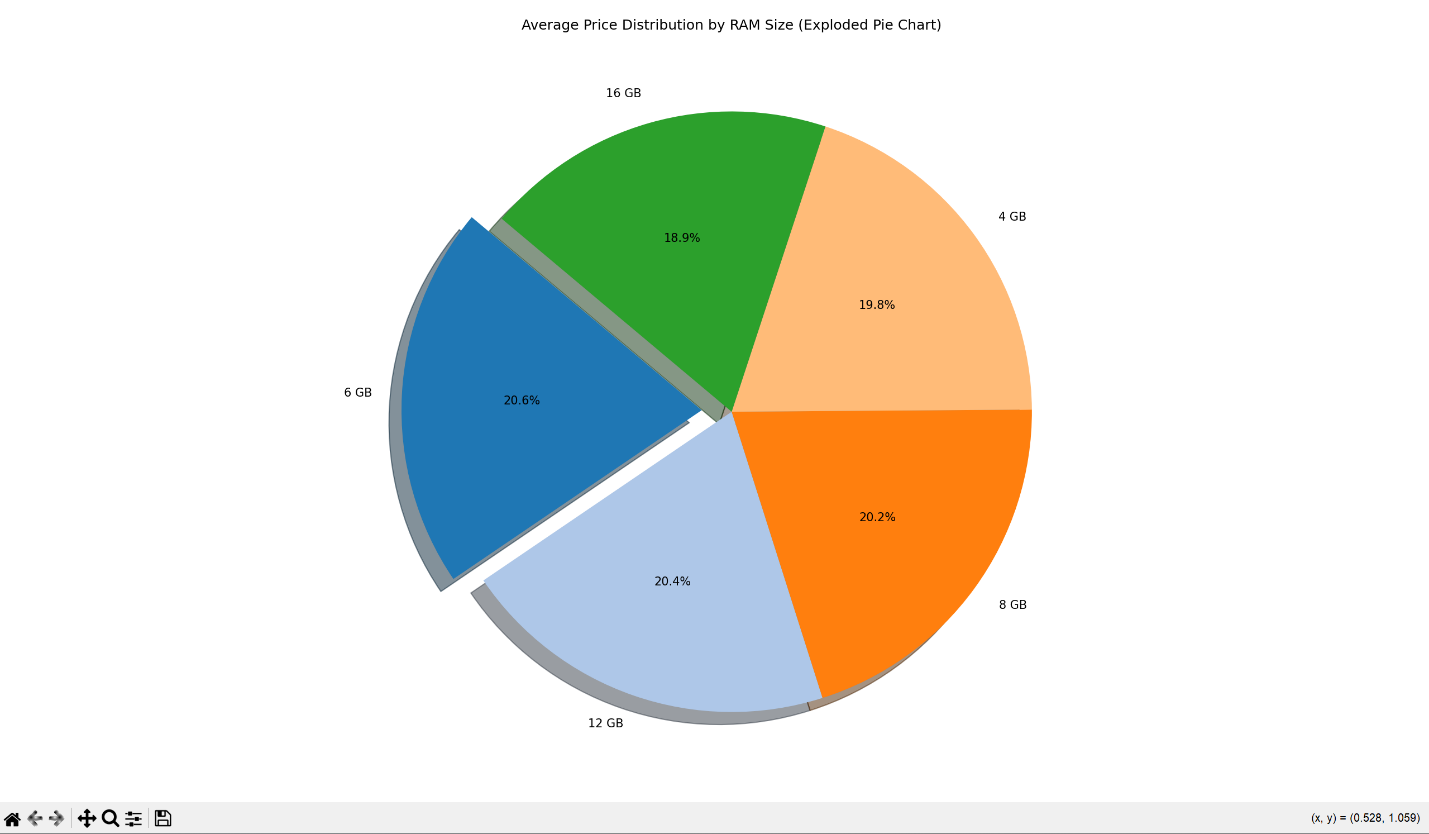 Average Price Distribution by RAM Size (Exploded Pie Chart)
16 GB
4 GB
18.9%
19.8%
6 GB
20.6%
20.2%
20.4%
8 GB
12 GB
(x, y) = (0.528, 1.059)